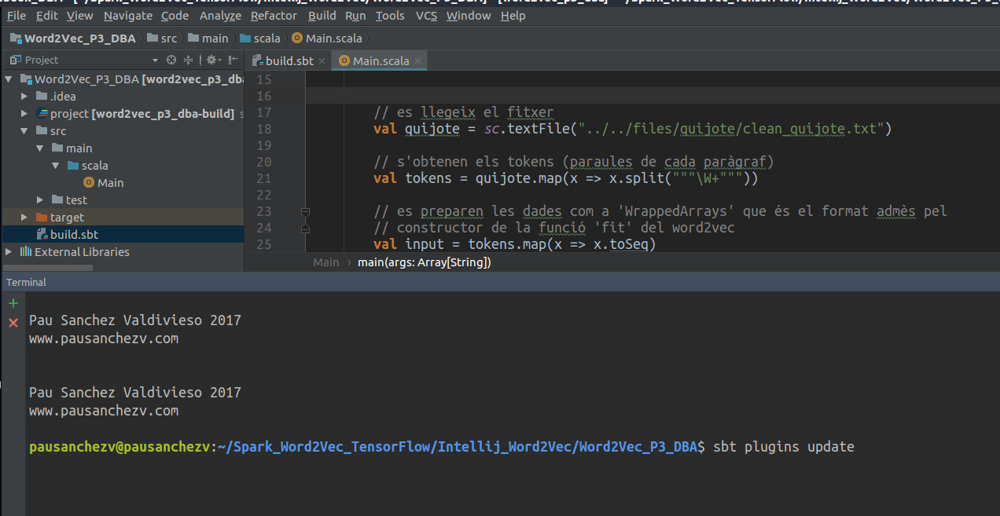 File Edit View Navigate Code Analyze Refactor Build Run Tools VCS Window Help
Word2Vec_P3_DBA src main scala Main.scala
Project
build.sbt Main.scala
Word2Vec_P3_DBA [word2vec_p3_dba
.idea
project [word2vec_p3_dba-build] s
src
main
scala
Main
test
target
build.sbt
External Libraries
15
16
17 // es llegeix el fitxer
18 val quijote = sc.textFile("../../files/quijote/clean_quijote.txt")
19
20 // s'obtenen els tokens (paraules de cada paràgraf)
21 val tokens = quijote.map(x => x.split("""\W+"""))
22
23 // es preparen les dades com a 'WrappedArrays' que és el format admès pel
24 // constructor de la funció 'fit' del word2vec
25 val input = tokens.map(x => x.toSeq)
Main › main(args: Array[String])
Terminal
Pau Sanchez Valdivieso 2017
www.pausanchezv.com
Pau Sanchez Valdivieso 2017
www.pausanchezv.com
pausanchezv@pausanchezv:~/Spark_Word2Vec_TensorFlow/Intellij_Word2Vec/Word2Vec_P3_DBA$ sbt plugins update